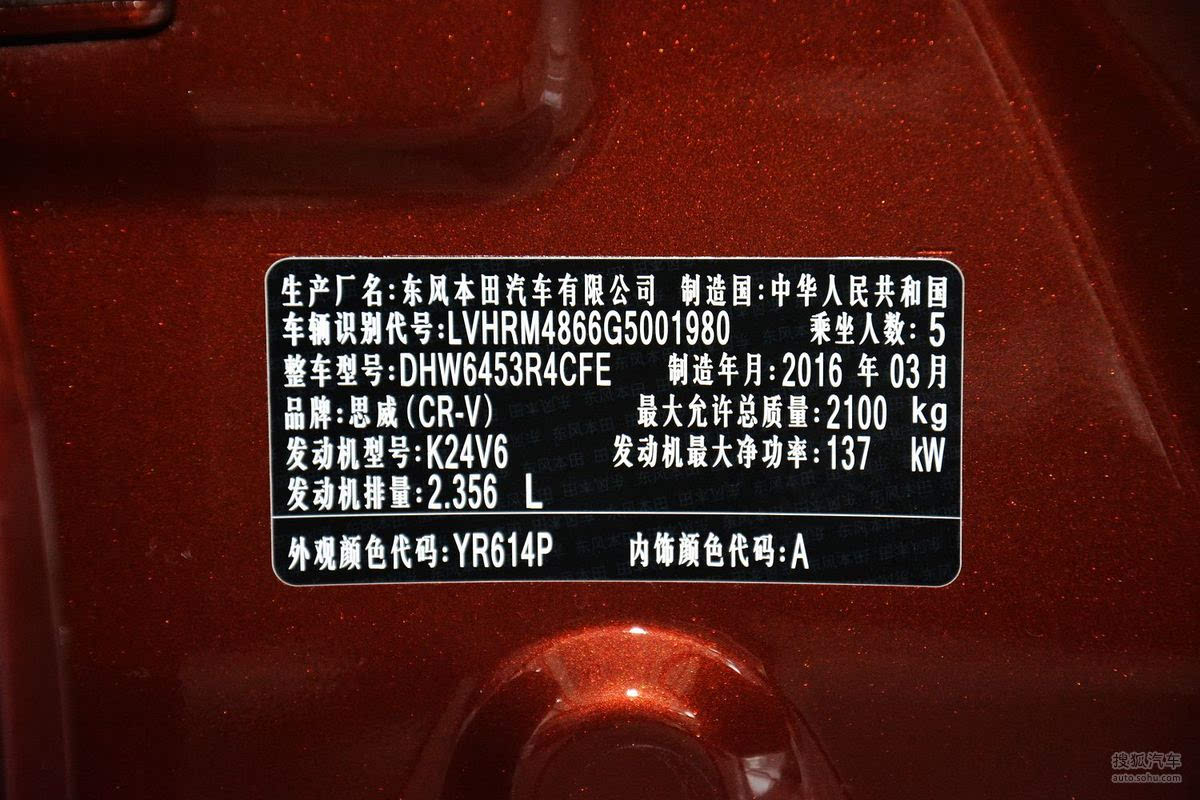 生产厂名:东风本田汽车有限公司 制造国:中华人民共和国
车辆识别代号:LVHRM4866G5001980 乘坐人数:5
整车型号:DHW6453R4CFE 制造年月:2016 年 03月
品牌:思威(CR-V) 最大允许总质量:2100 kg
发动机型号:K24V6 发动机最大净功率:137 kW
发动机排量:2.356 L
外观颜色代码:YR614P 内饰颜色代码:A
搜狐汽车
auto.sohu.com